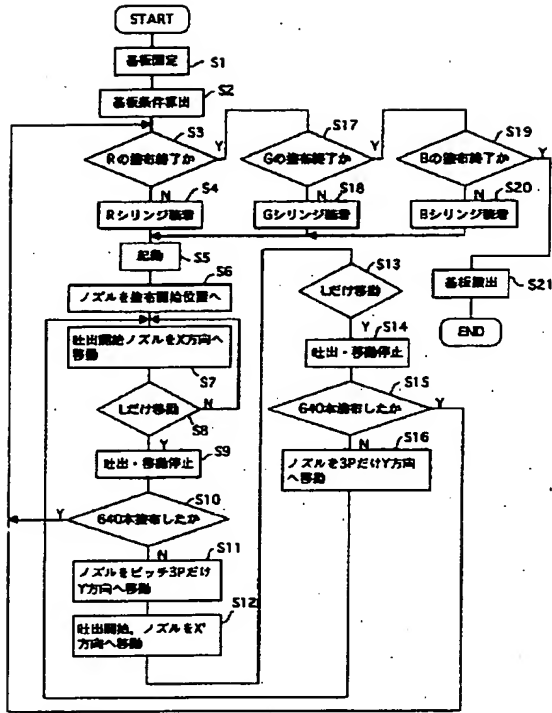 START
基板固定
S1
S2
基板条件算出
S3
Rの塗布終了か
Y
N
S4
Rシリンジ装着
S17
Gの塗布終了か
Y
N
S18
Gシリンジ装着
S19
Bの塗布終了か
Y
N
S20
Bシリンジ装着
起動
S5
S6
ノズルを塗布開始位置へ
吐出開始ノズルをX方向へ
移動
S7
Lだけ移動
N
S8
Y
S9
吐出・移動停止
S10
Y
640本塗布したか
N
S11
ノズルをピッチ3Pだけ
Y方向へ移動
S12
吐出開始、ノズルをX'
方向へ移動
S13
Lだけ移動
Y
S14
吐出・移動停止
S15
640本塗布したか
Y
N
S16
ノズルを3PだけY方向
へ移動
基板搬出
S21
END